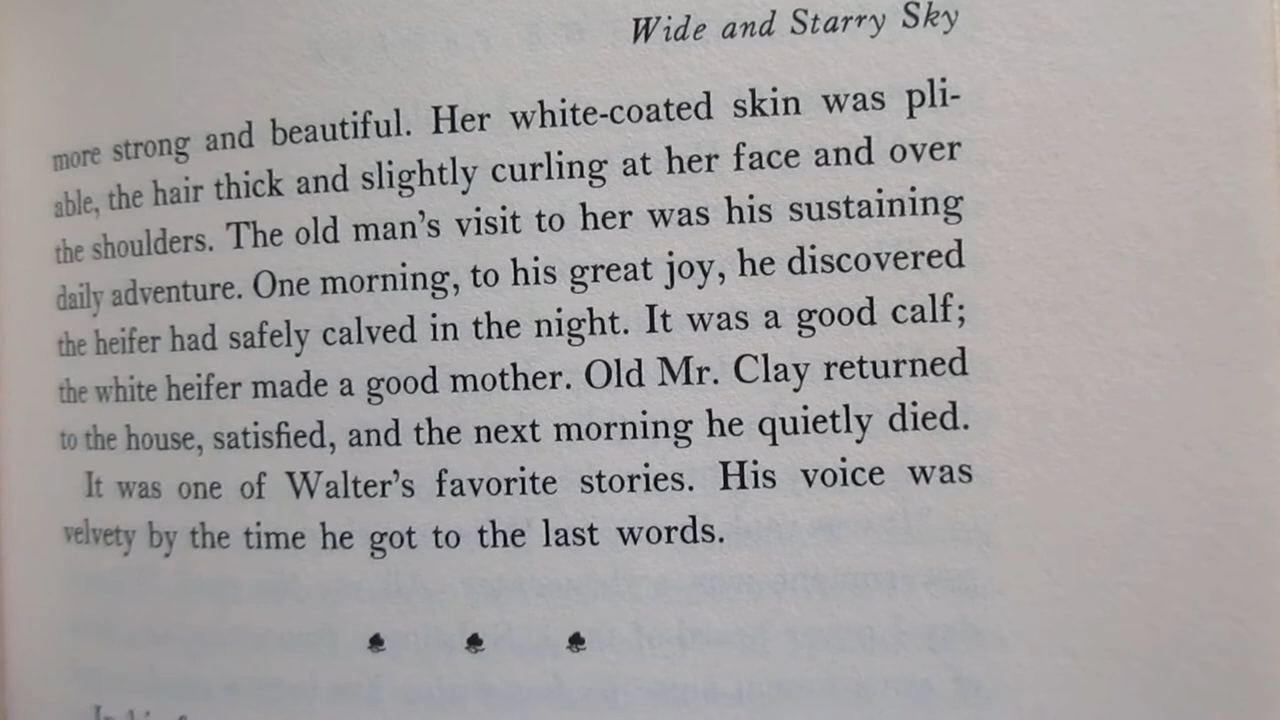 Wide and Starry Sky
more strong and beautiful. Her white-coated skin was pli-
able, the hair thick and slightly curling at her face and over
the shoulders. The old man's visit to her was his sustaining
daily adventure. One morning, to his great joy, he discovered
the heifer had safely calved in the night. It was a good calf;
the white heifer made a good mother. Old Mr. Clay returned
to the house, satisfied, and the next morning he quietly died.
It was one of Walter's favorite stories. His voice was
velvety by the time he got to the last words.